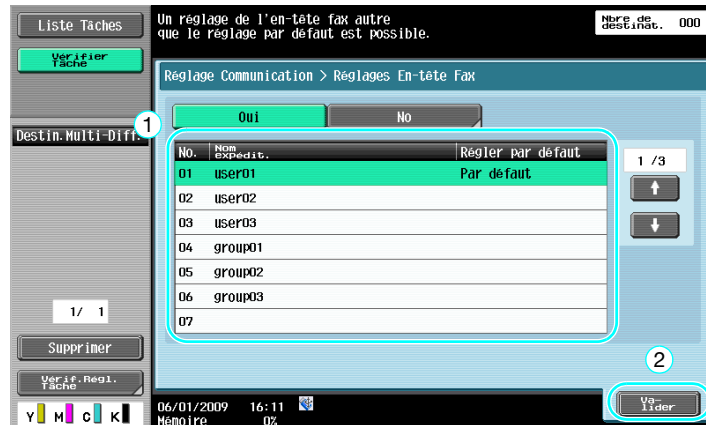 Liste Tâches
Vérifier
Tâche
Un réglage de l'en-tête fax autre
que le réglage par défaut est possible.
Nbre de
destinat. 000
Réglage Communication > Réglages En-tête Fax
Oui No
1
Destin.Multi-Diff.
No. Nom
expédit. Régler par défaut
01 user01 Par défaut
02 user02
03 user03
04 group01
05 group02
06 group03
07
1 /3
1/ 1
Supprimer
Vérif.Régl.
Tâche
2
Va-
lider
Y M C K
06/01/2009 16:11
Mémoire 0%